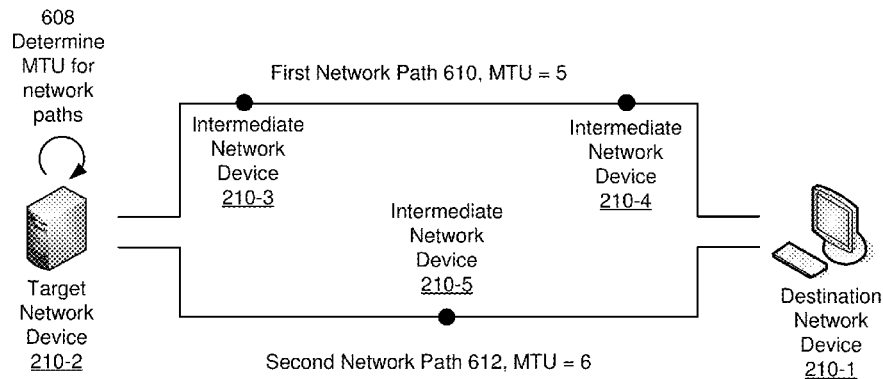 608
Determine
MTU for
network
paths
First Network Path 610, MTU = 5
Intermediate
Network
Device
210-3
Intermediate
Network
Device
210-4
Intermediate
Network
Device
210-5
Target
Network
Device
210-2
Destination
Network
Device
210-1
Second Network Path 612, MTU = 6